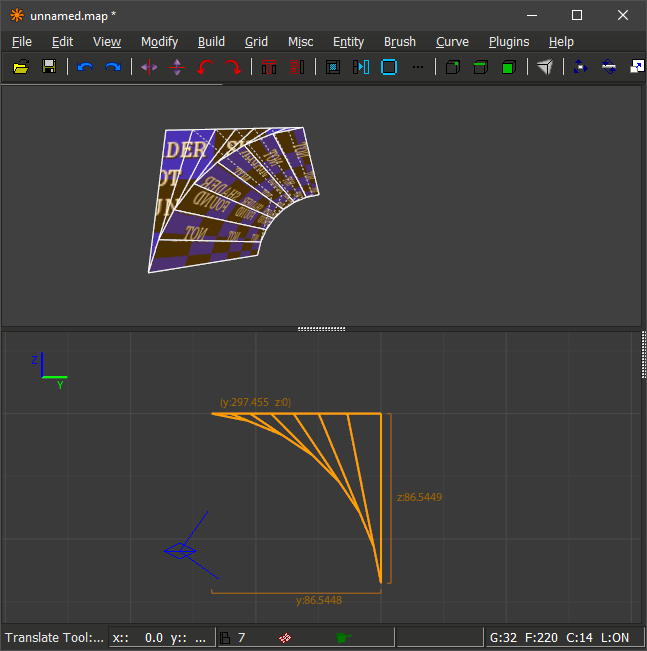 unnamed.map *
File Edit View Modify Build Grid Misc Entity Brush Curve Plugins Help
DER
OT
UN
NOT
Z
Y
(y:297.455 z:0)
z:86.5449
y:86.5448
Translate Tool:... x:: 0.0 y:: ... 7 G:32 F:220 C:14 L:ON